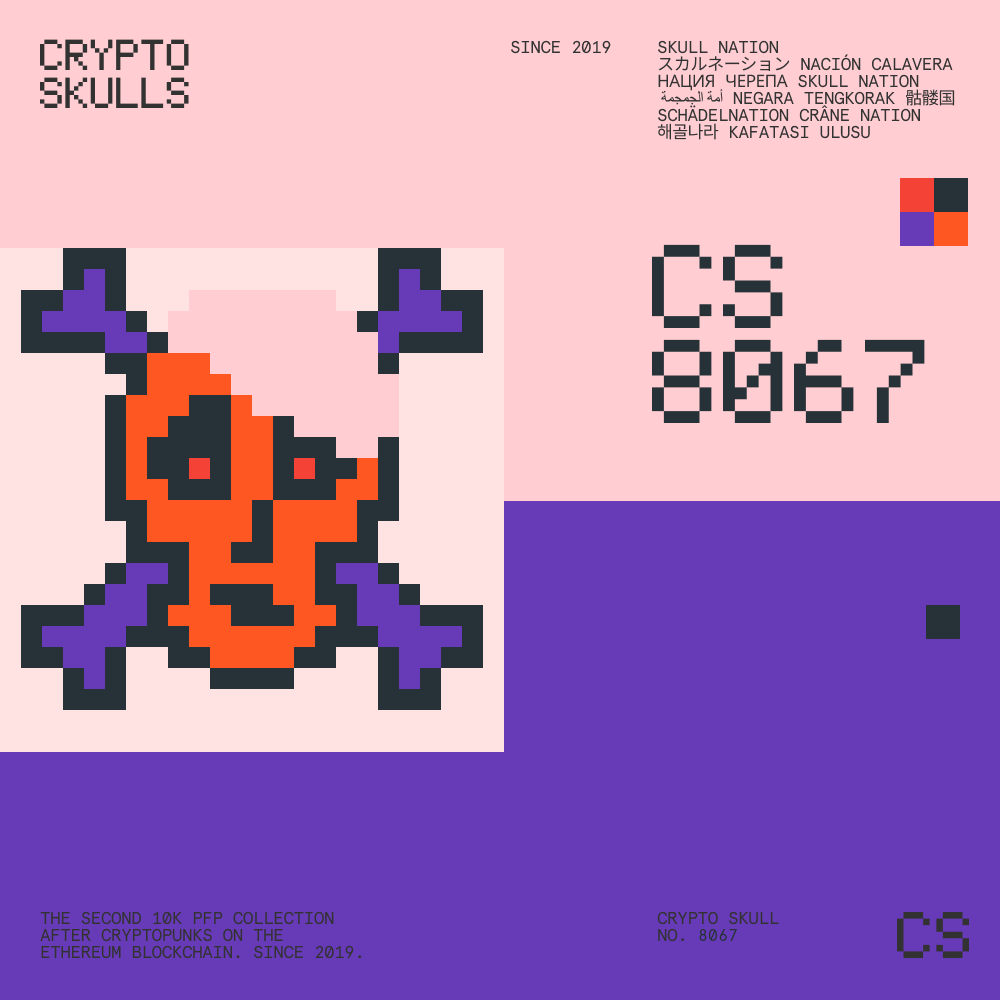 CRYPTO
SKULLS
SINCE 2019
SKULL NATION
スカルネーション NACIÓN CALAVERA
НАЦИЯ ЧЕРЕПА SKULL NATION
أمة الجمجمة NEGARA TENGKORAK 骷髅国
SCHÄDELNATION CRÂNE NATION
해골나라 KAFATASI ULUSU
CS
8067
THE SECOND 10K PFP COLLECTION
AFTER CRYPTOPUNKS ON THE
ETHEREUM BLOCKCHAIN. SINCE 2019.
CRYPTO SKULL
NO. 8067
CS